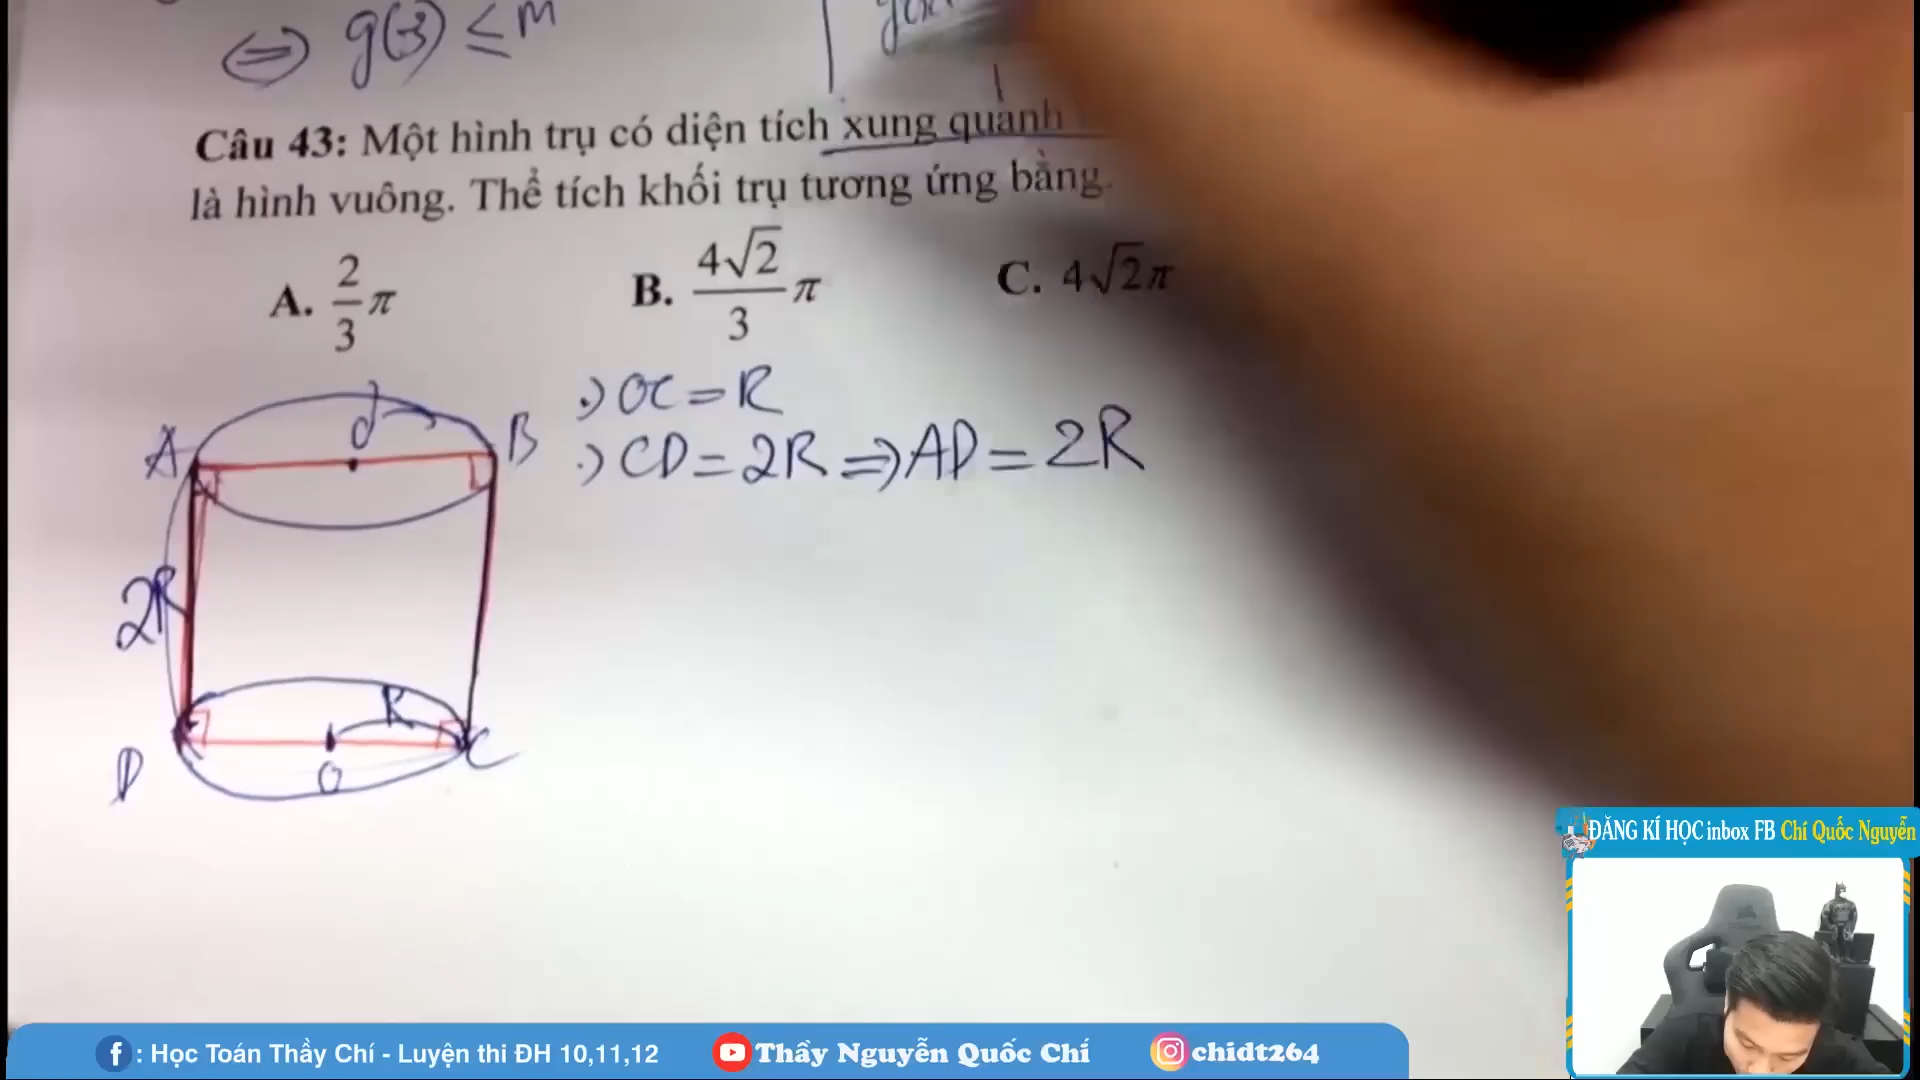 ⇔ g(-3) ≤ m
Câu 43: Một hình trụ có diện tích xung quanh
là hình vuông. Thể tích khối trụ tương ứng bằng
A. 2/3 π
B. 4√2/3 π
C. 4√2π
·) OC = R
·) CD = 2R ⇒ AD = 2R
A
B
2R
R
D
O
C
ĐĂNG KÍ HỌC inbox FB Chí Quốc Nguyễn
f : Học Toán Thầy Chí - Luyện thi ĐH 10,11,12
Thầy Nguyễn Quốc Chí
chidt264